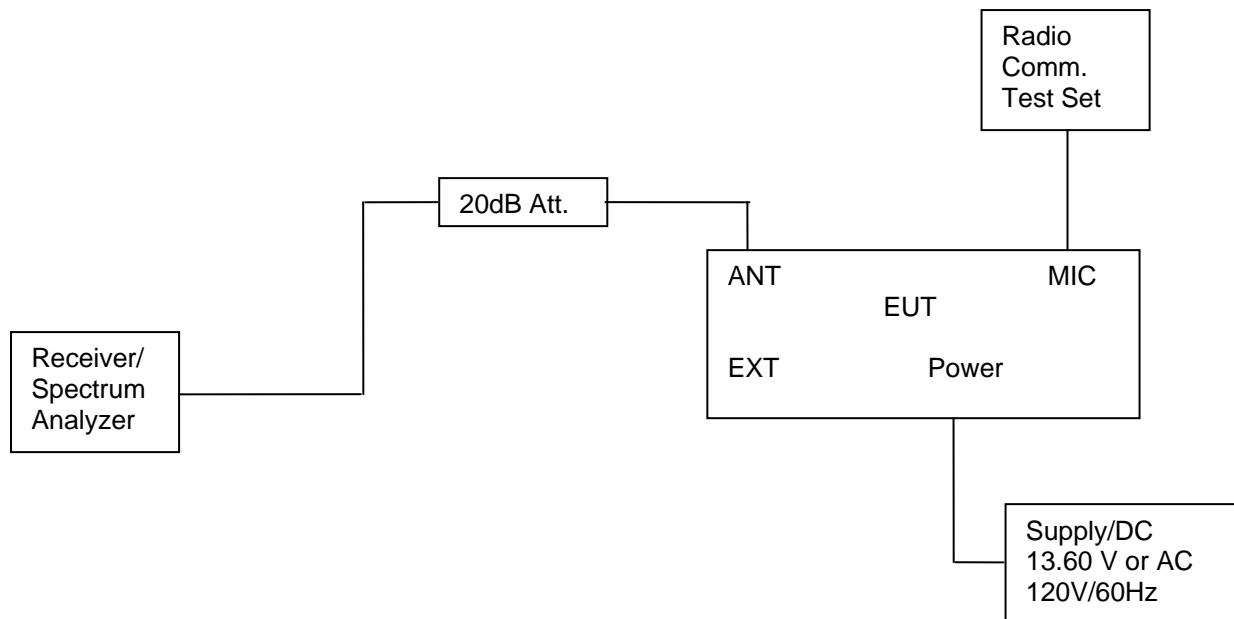 Radio
Comm.
Test Set
20dB Att.
ANT
MIC
EUT
Receiver/
Spectrum
Analyzer
EXT
Power
Supply/DC
13.60 V or AC
120V/60Hz